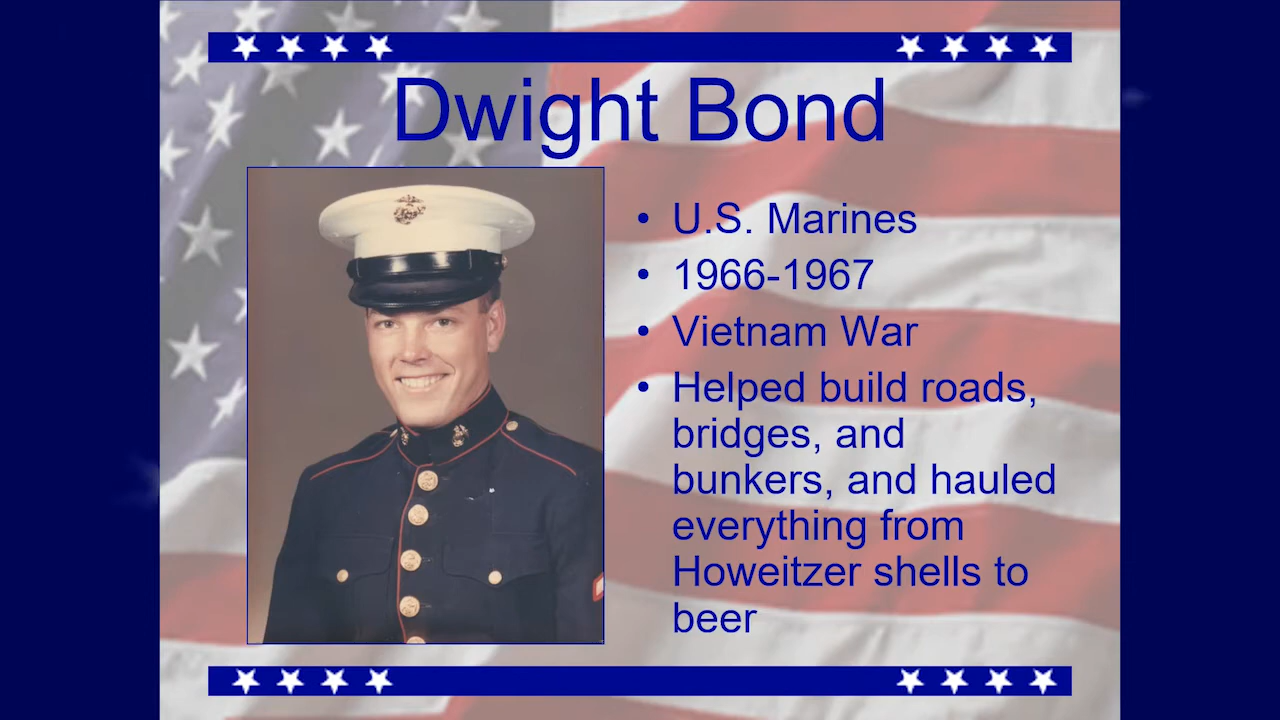 Dwight Bond
• U.S. Marines
• 1966-1967
• Vietnam War
• Helped build roads,
bridges, and
bunkers, and hauled
everything from
Howeitzer shells to
beer